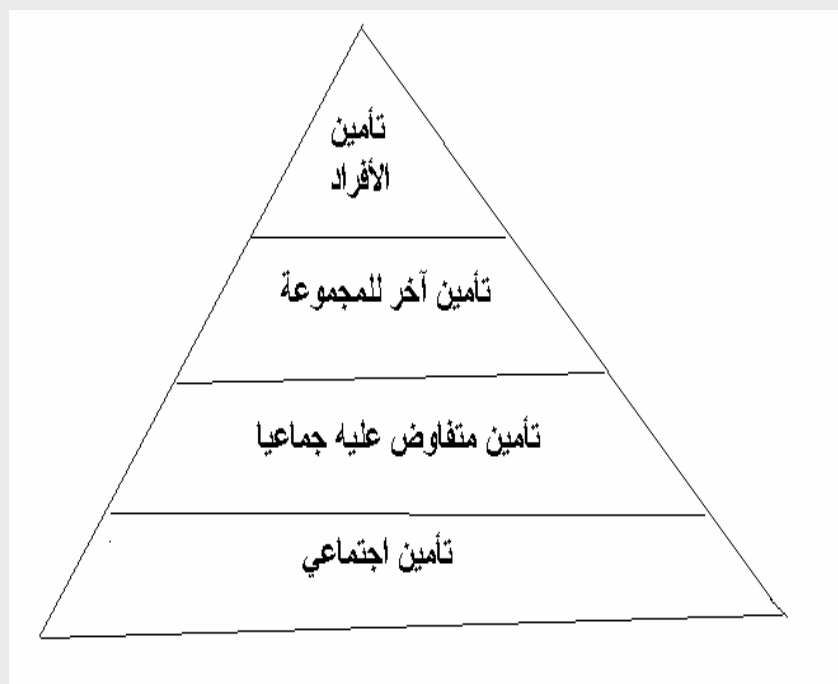 تأمين
الأفراد
تأمين آخر للمجموعة
تأمين متفاوض عليه جماعيا
تأمين اجتماعي